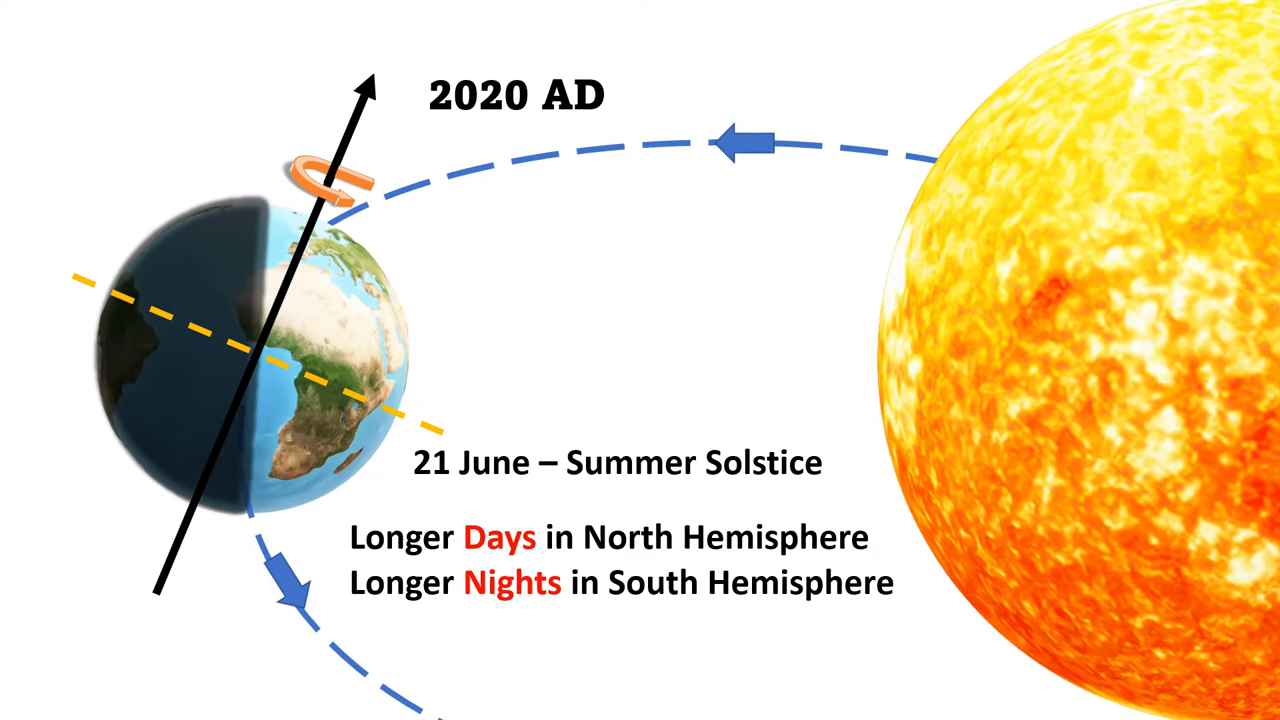 2020 AD
21 June – Summer Solstice
Longer Days in North Hemisphere
Longer Nights in South Hemisphere